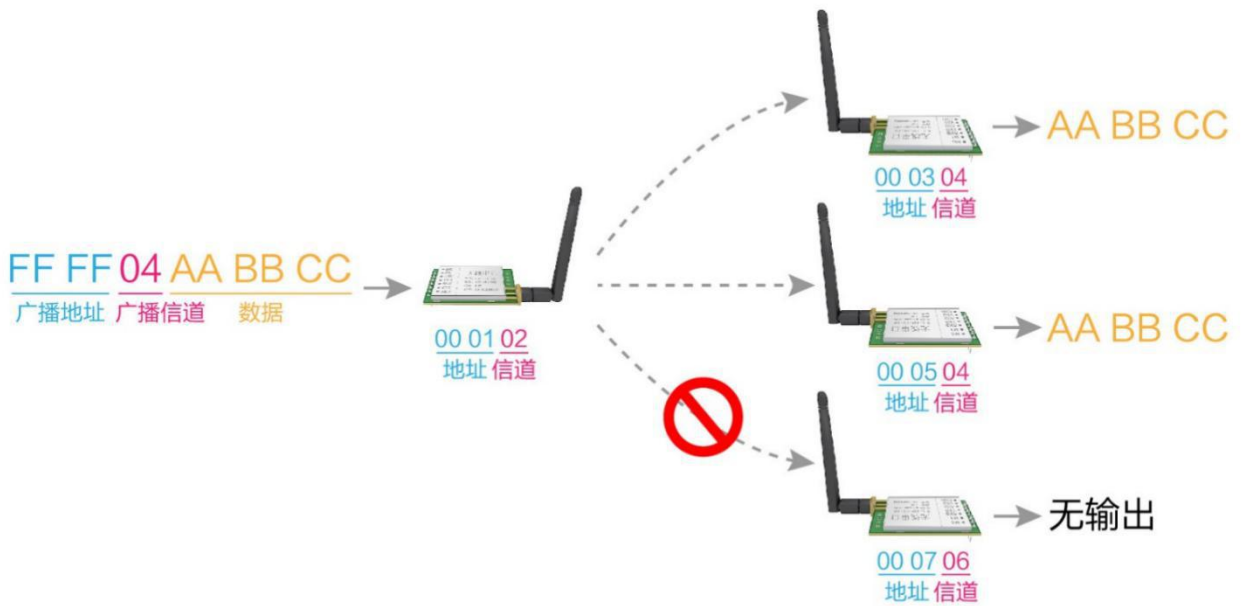 FF FF 04 AA BB CC
广播地址 广播信道 数据
00 01 02
地址 信道
AA BB CC
00 03 04
地址 信道
AA BB CC
00 05 04
地址 信道
无输出
00 07 06
地址 信道